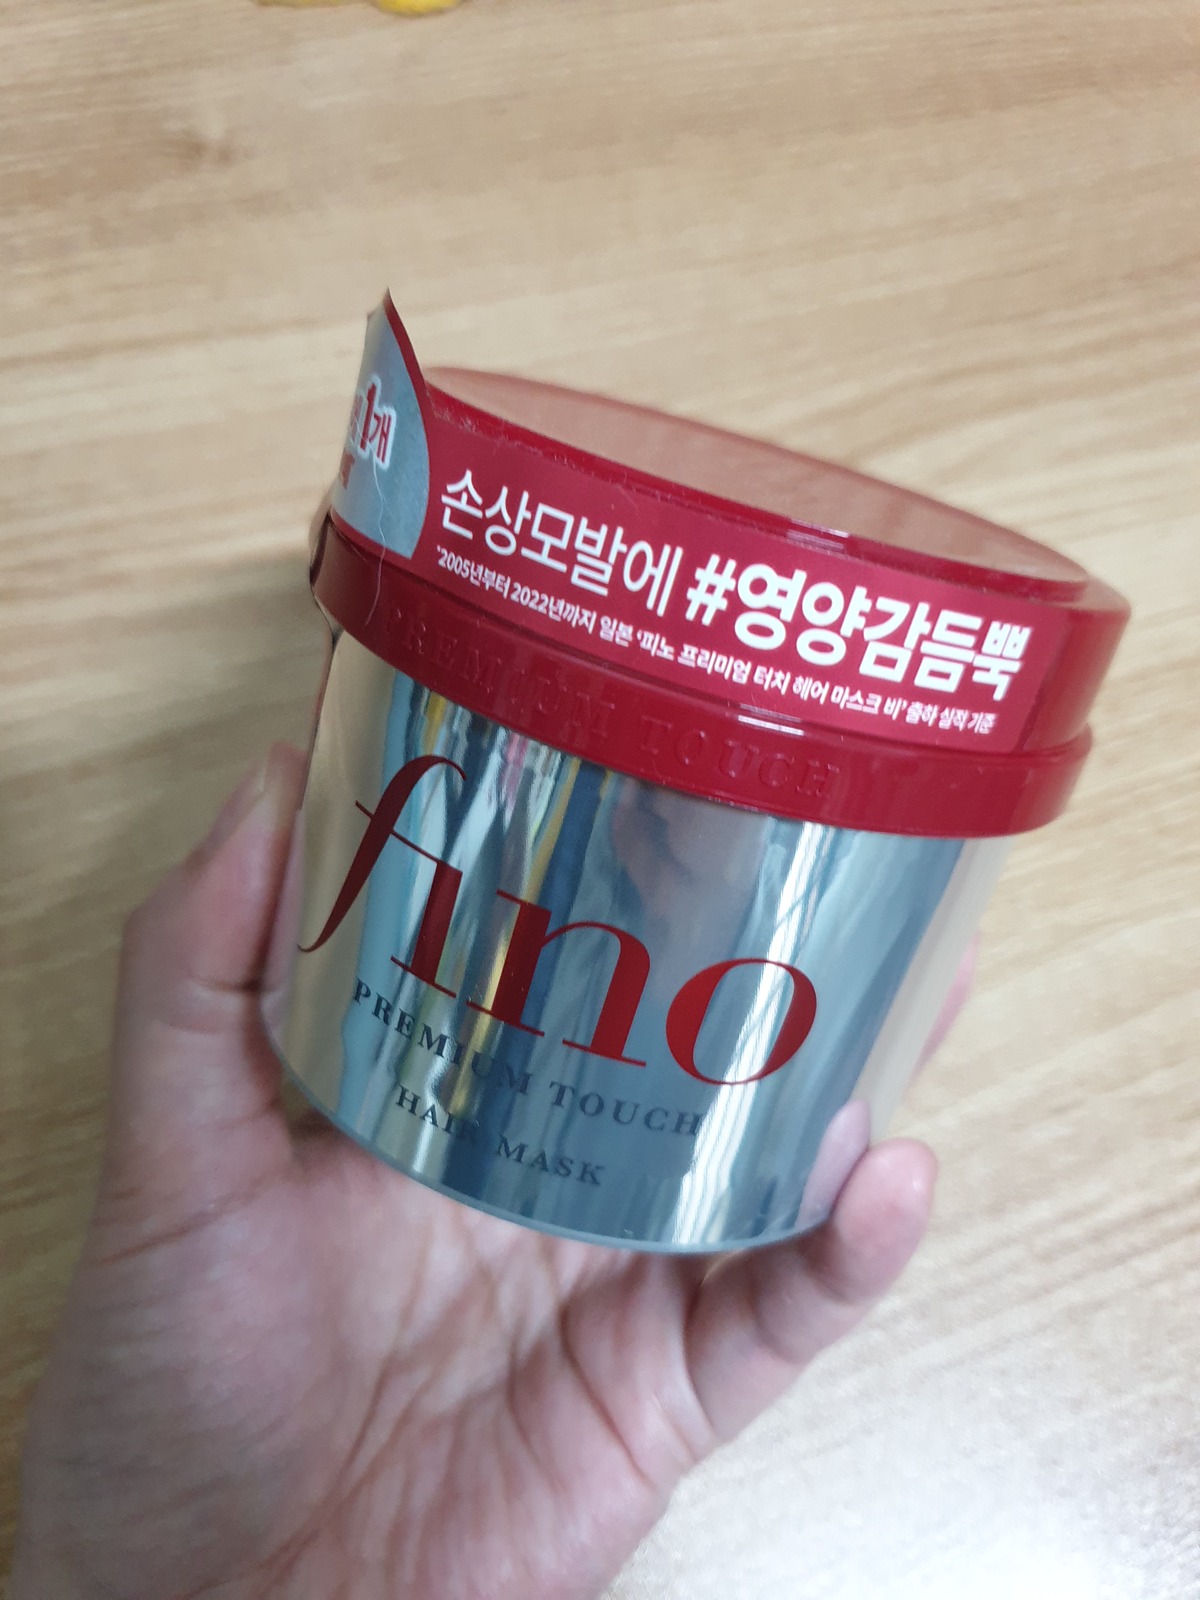 1개
손상모발에 #영양감듬뿍
'2005년부터 2022년까지 일본 '피노 프리미엄 터치 헤어 마스크 비' 출하 실적 기준
PREMIUM TOUCH
fino
PREMIUM TOUCH
HAIR MASK